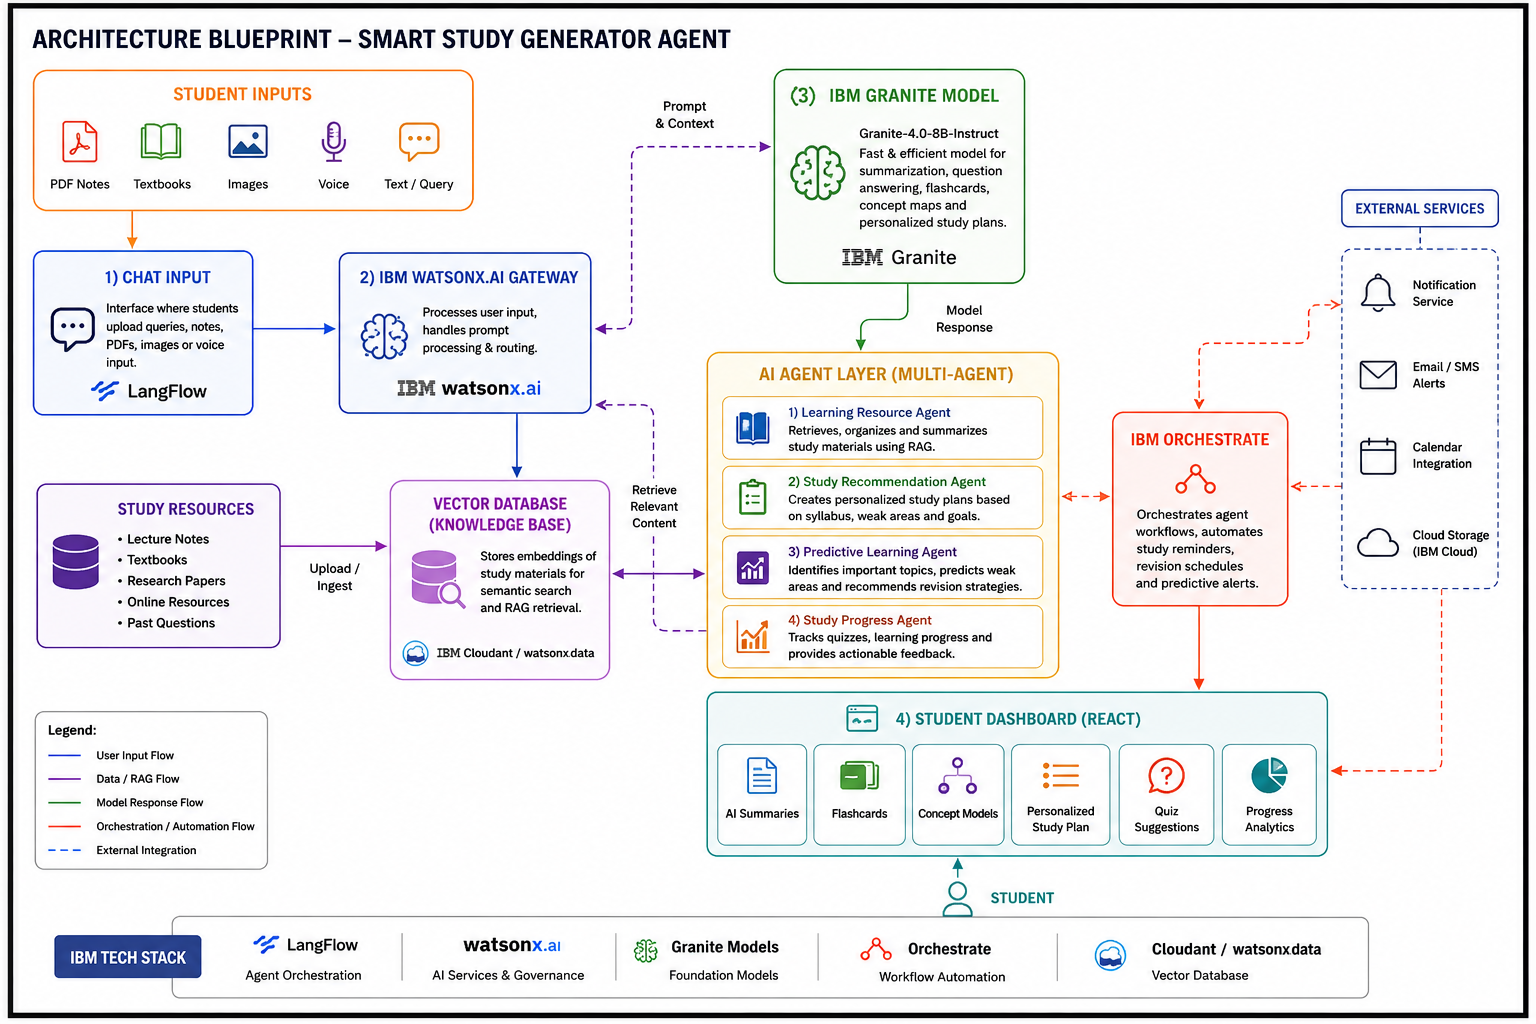 ARCHITECTURE BLUEPRINT – SMART STUDY GENERATOR AGENT
STUDENT INPUTS
PDF Notes
Textbooks
Images
Voice
Text / Query
1) CHAT INPUT
Interface where students
upload queries, notes,
PDFs, images or voice
input.
LangFlow
2) IBM WATSONX.AI GATEWAY
Processes user input,
handles prompt
processing & routing.
IBM watsonx.ai
Prompt
& Context
(3) IBM GRANITE MODEL
Granite-4.0-8B-Instruct
Fast & efficient model for
summarization, question
answering, flashcards,
concept maps and
personalized study plans.
IBM Granite
Model
Response
STUDY RESOURCES
• Lecture Notes
• Textbooks
• Research Papers
• Online Resources
• Past Questions
Upload /
Ingest
VECTOR DATABASE
(KNOWLEDGE BASE)
Stores embeddings of
study materials for
semantic search
and RAG retrieval.
IBM Cloudant / watsonx.data
Retrieve
Relevant
Content
AI AGENT LAYER (MULTI-AGENT)
1) Learning Resource Agent
Retrieves, organizes and summarizes
study materials using RAG.
2) Study Recommendation Agent
Creates personalized study plans based
on syllabus, weak areas and goals.
3) Predictive Learning Agent
Identifies important topics, predicts weak
areas and recommends revision strategies.
4) Study Progress Agent
Tracks quizzes, learning progress and
provides actionable feedback.
IBM ORCHESTRATE
Orchestrates agent
workflows, automates
study reminders,
revision schedules
and predictive alerts.
EXTERNAL SERVICES
Notification
Service
Email / SMS
Alerts
Calendar
Integration
Cloud Storage
(IBM Cloud)
Legend:
User Input Flow
Data / RAG Flow
Model Response Flow
Orchestration / Automation Flow
External Integration
4) STUDENT DASHBOARD (REACT)
AI Summaries
Flashcards
Concept Models
Personalized
Study Plan
?
Quiz
Suggestions
Progress
Analytics
STUDENT
IBM TECH STACK
LangFlow
Agent Orchestration
watsonx.ai
AI Services & Governance
Granite Models
Foundation Models
Orchestrate
Workflow Automation
Cloudant / watsonx.data
Vector Database